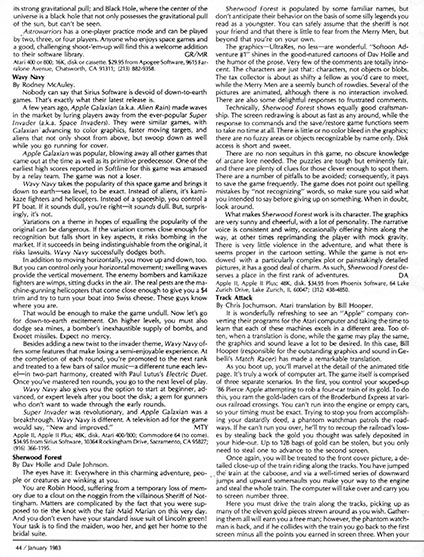 its strong gravitational pull; and Black Hole, where the center of the
universe is a black hole that not only possesses the gravitational pull
of the sun, but can't be seen.
Astrowarriors has a one-player practice mode and can be played
by two, three, or four players. Anyone who enjoys space games and
a good, challenging shoot-'em-up will find this a welcome addition
to their software library. GR/MR
Atari 400 or 800; 16K, disk or cassette. $29.95 from Apogee Software, 9615 Far-
ralone Avenue, Chatsworth, CA 91311; (213) 882-9358.
Wavy Navy
By Rodney McAuley.
Nobody can say that Sirius Software is devoid of down-to-earth
games. That's exactly what their latest release is.
A few years ago, Apple Galaxian (a.k.a. Alien Rain) made waves
in the market by luring players away from the ever-popular Super
Invader (a.k.a. Space Invaders). They were similar games, with
Galaxian advancing to color graphics, faster moving targets, and
aliens that not only shoot from above, but swoop down as well
while you go running for cover.
Apple Galaxian was popular, blowing away all other games that
came out at the time as well as its primitive predecessor. One of the
earliest high scores reported in Softline for this game was amassed
by a relay team. The game was not a loser.
Wavy Navy takes the popularity of this space game and brings it
down to earth—sea level, to be exact. Instead of aliens, it's kami-
kaze fighters and helicopters. Instead of a spaceship, you control a
PT boat. If it sounds dull, you're right—it sounds dull. But, surpris-
ingly, it's not.
Variations on a theme in hopes of equalling the popularity of the
original can be dangerous. If the variation comes close enough for
recognition but falls short in key aspects, it risks bombing in the
market. If it succeeds in being indistinguishable from the original, it
risks lawsuits. Wavy Navy successfully dodges both.
In addition to moving horizontally, you move up and down, too.
But you can control only your horizontal movement; swelling waves
provide the vertical movement. The enemy bombers and kamikaze
fighters are wimps, sitting ducks in the air. The real pests are the ma-
chine-gunning helicopters that come close enough to give you a $4
trim and try to turn your boat into Swiss cheese. These guys know
where you are.
That would be enough to make the game undull. Now let's go
for down-to-earth excitement. On higher levels, you must also
dodge sea mines, a bomber's inexhaustible supply of bombs, and
Exocet missiles. Expect no mercy.
Besides adding a new twist to the invader theme, Wavy Navy of-
fers some features that make losing a semi-enjoyable experience. At
the completion of each round, you're promoted to the next rank
and treated to a few bars of sailor music—a different tune each lev-
el—in two-part harmony, created with Paul Lutus's Electric Duet.
Once you've mastered ten rounds, you go to the next level of play.
Wavy Navy also gives you the option to start at beginner, ad-
vanced, or expert levels after you boot the disk; a gem for gunners
who don't want to wade through the early rounds.
Super Invader was revolutionary, and Apple Galaxian was a
breakthrough. Wavy Navy is different. A television ad for the game
would say, "New and improved." MTY
Apple II, Apple II Plus; 48K, disk. Atari 400/800; Commodore 64 (to come).
$34.95 from Sirius Software, 10364 Rockingham Drive, Sacramento, CA 95827;
(916) 366-1195.
Sherwood Forest
By Dav Holle and Dale Johnson.
The eyes have it: Everywhere in this charming adventure, peo-
ple or creatures are winking at you.
You are Robin Hood, suffering from a temporary loss of mem-
ory due to a clout on the noggin from the villainous Sheriff of Not-
tingham. Matters are complicated by the fact that you were sup-
posed to tie the knot with the fair Maid Marian on this very day.
And you don't even have your standard issue suit of Lincoln green!
Your task is to find the maiden, woo her, and get her home to the
bridal suite.
Sherwood Forest is populated by some familiar names, but
don't anticipate their behavior on the basis of some silly legends you
read as a youngster. You can safely assume that the sheriff is not
your friend and that there is little to fear from the Merry Men, but
beyond that you're on your own.
The graphics—UltraRes, no less—are wonderful. "Softoon Ad-
venture #1" shines in the good-natured cartoons of Dav Holle and
the humor of the prose. Very few of the comments are totally inno-
cent. The characters are just that: characters, not objects or blobs.
The tax collector is about as shifty a fellow as you'd care to meet,
while the Merry Men are a seemly bunch of rowdies. Several of the
pictures are animated, although there is no interaction involved.
There are also some delightful responses to frustrated comments.
Technically, Sherwood Forest shows equally good craftsman-
ship. The screen redrawing is about as fast as any around, while the
response to commands and the save/restore game functions seem
to take no time at all. There is little or no color bleed in the graphics;
there are no fuzzy areas or objects recognizable by name only. Disk
access is short and sweet.
There are no non sequiturs in this game, no obscure knowledge
of arcane lore needed. The puzzles are tough but eminently fair,
and there are plenty of clues for those clever enough to spot them.
There are a number of pitfalls to be avoided; consequently, it pays
to save the game frequently. The game does not point out spelling
mistakes by "not recognizing" words, so make sure you said what
you intended to say before giving up on something. When in doubt,
look around.
What makes Sherwood Forest work is its character. The graphics
are very sunny and cheerful, with a lot of personality. The narrative
voice is consistent and witty, occasionally offering hints along the
way, at other times reprimanding the player with mock gravity.
There is very little violence in the adventure, and what there is
seems proper in the cartoon setting. While the game is not en-
dowed with a particularly complex plot or painstakingly detailed
pictures, it has a good deal of charm. As such, Sherwood Forest de-
serves a place in the first rank of adventures. DA
Apple II, Apple II Plus; 48K, disk. $34.95 from Phoenix Software, 64 Lake
Zurich Drive, Lake Zurich, IL 60047; (312) 438-4850.
Track Attack
By Chris Jochumson. Atari translation by Bill Hooper.
It is wonderfully refreshing to see an "Apple" company con-
verting their programs for the Atari computer and taking the time to
learn that each of these machines excels in a different area. Too of-
ten, when a translation is done, while the game may play the same,
the graphics and sound leave a lot to be desired. In this case, Bill
Hooper (responsible for the outstanding graphics and sound in Ge-
belli's Match Racer) has made a remarkable translation.
As you boot up, you'll marvel at the detail of the animated title
page. It's truly a work of computer art. The game itself is comprised
of three separate scenarios. In the first, you control your souped-up
'86 Pierce Apple attempting to rob a four-car train of its gold. To do
this, you ram the gold-laden cars of the Broderbund Express at vari-
ous railroad crossings. You can't run into the engine or empty cars,
so your timing must be exact. Trying to stop you from accomplish-
ing your dastardly deed, a phantom watchman patrols the road-
ways. If he can't run you over, he'll try to recoup the railroad's loss-
es by stealing back the gold you thought was safely deposited in
your hide-out. Up to 128 bags of gold can be stolen, but you only
need to steal one to advance to the second screen.
Once again, you will be treated to the front cover picture; a de-
tailed close-up of the train riding along the tracks. You have jumped
the train at the caboose, and via a well-timed series of downward
jumps and upward somersaults you make your way to the engine
and steal the whole train. The computer will take over and carry you
to screen number three.
Here you must drive the train along the tracks, picking up as
many of the eleven gold pieces strewn around as you wish. Gather-
ing them all will earn you a free man; however, the phantom watch-
man is back, and if he collides with the train you go back to the first
screen minus all the points you earned in screen three. When your
44 / January 1983